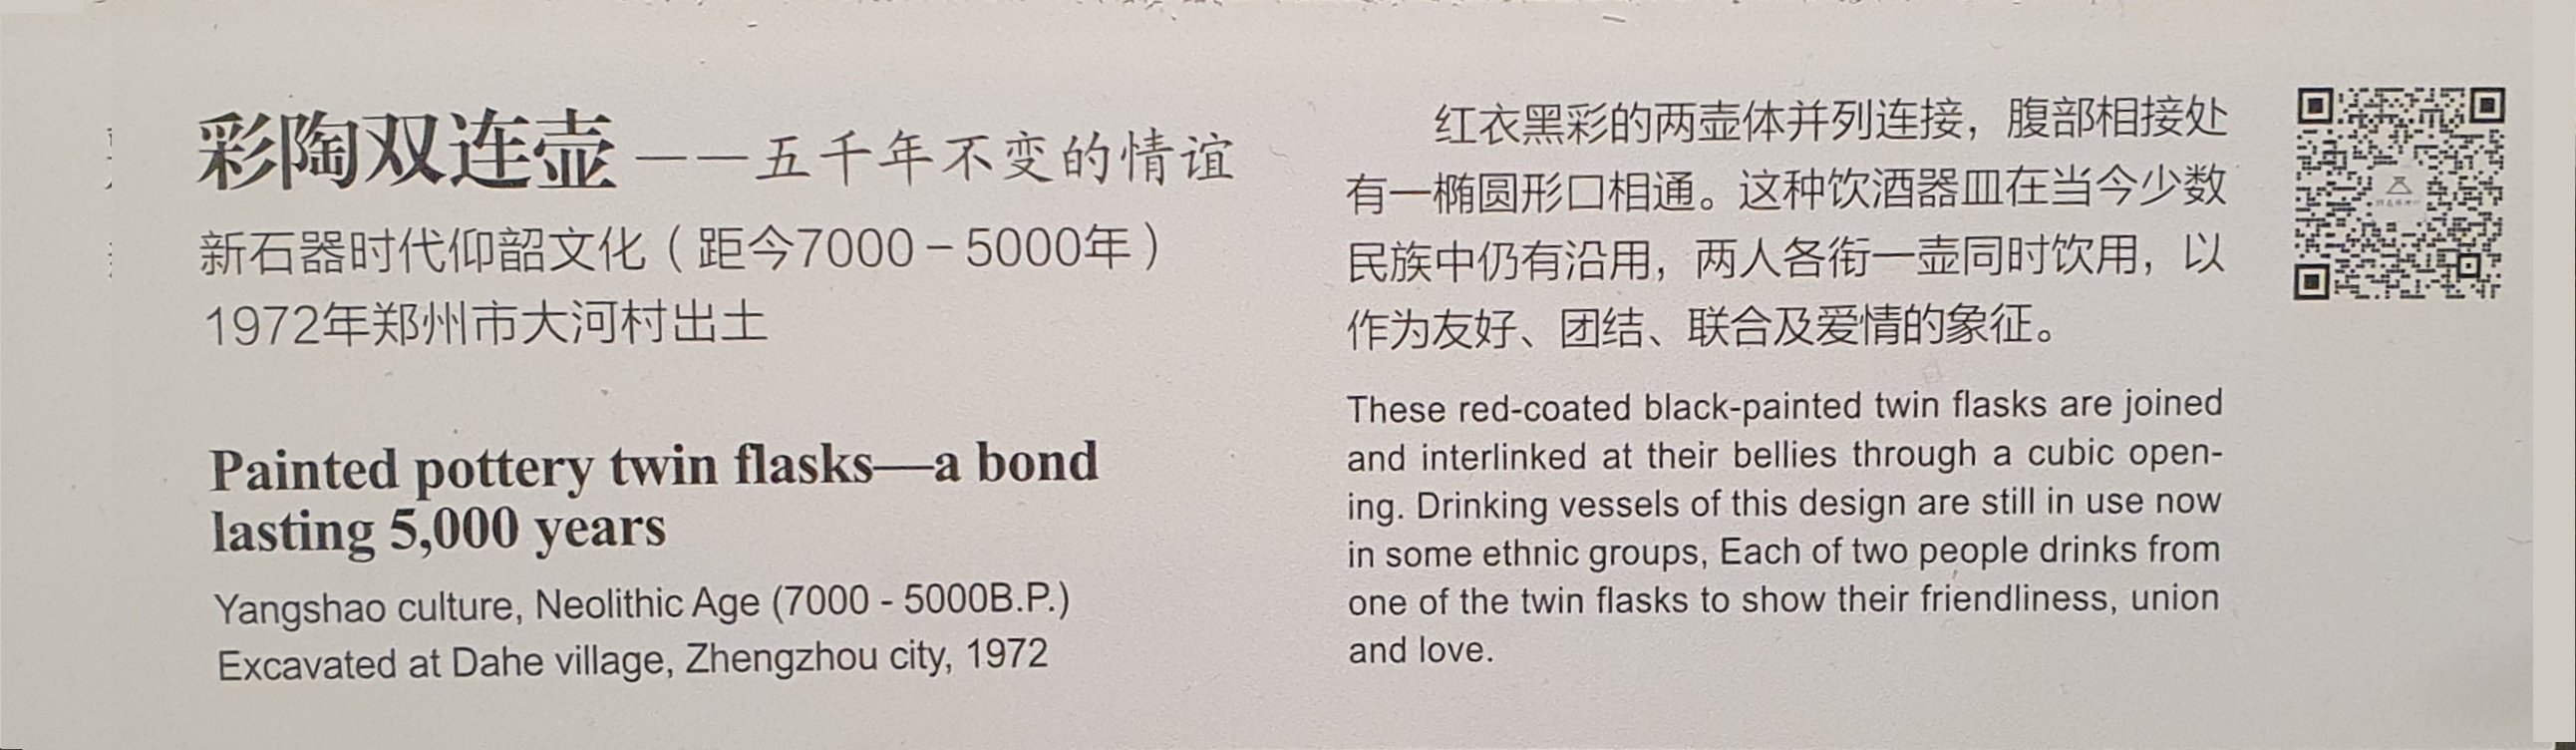 彩陶双连壶——五千年不变的情谊
新石器时代仰韶文化（距今7000－5000年）
1972年郑州市大河村出土
Painted pottery twin flasks—a bond
lasting 5,000 years
Yangshao culture, Neolithic Age (7000 - 5000B.P.)
Excavated at Dahe village, Zhengzhou city, 1972
红衣黑彩的两壶体并列连接，腹部相接处
有一椭圆形口相通。这种饮酒器皿在当今少数
民族中仍有沿用，两人各衔一壶同时饮用，以
作为友好、团结、联合及爱情的象征。
These red-coated black-painted twin flasks are joined
and interlinked at their bellies through a cubic open-
ing. Drinking vessels of this design are still in use now
in some ethnic groups, Each of two people drinks from
one of the twin flasks to show their friendliness, union
and love.